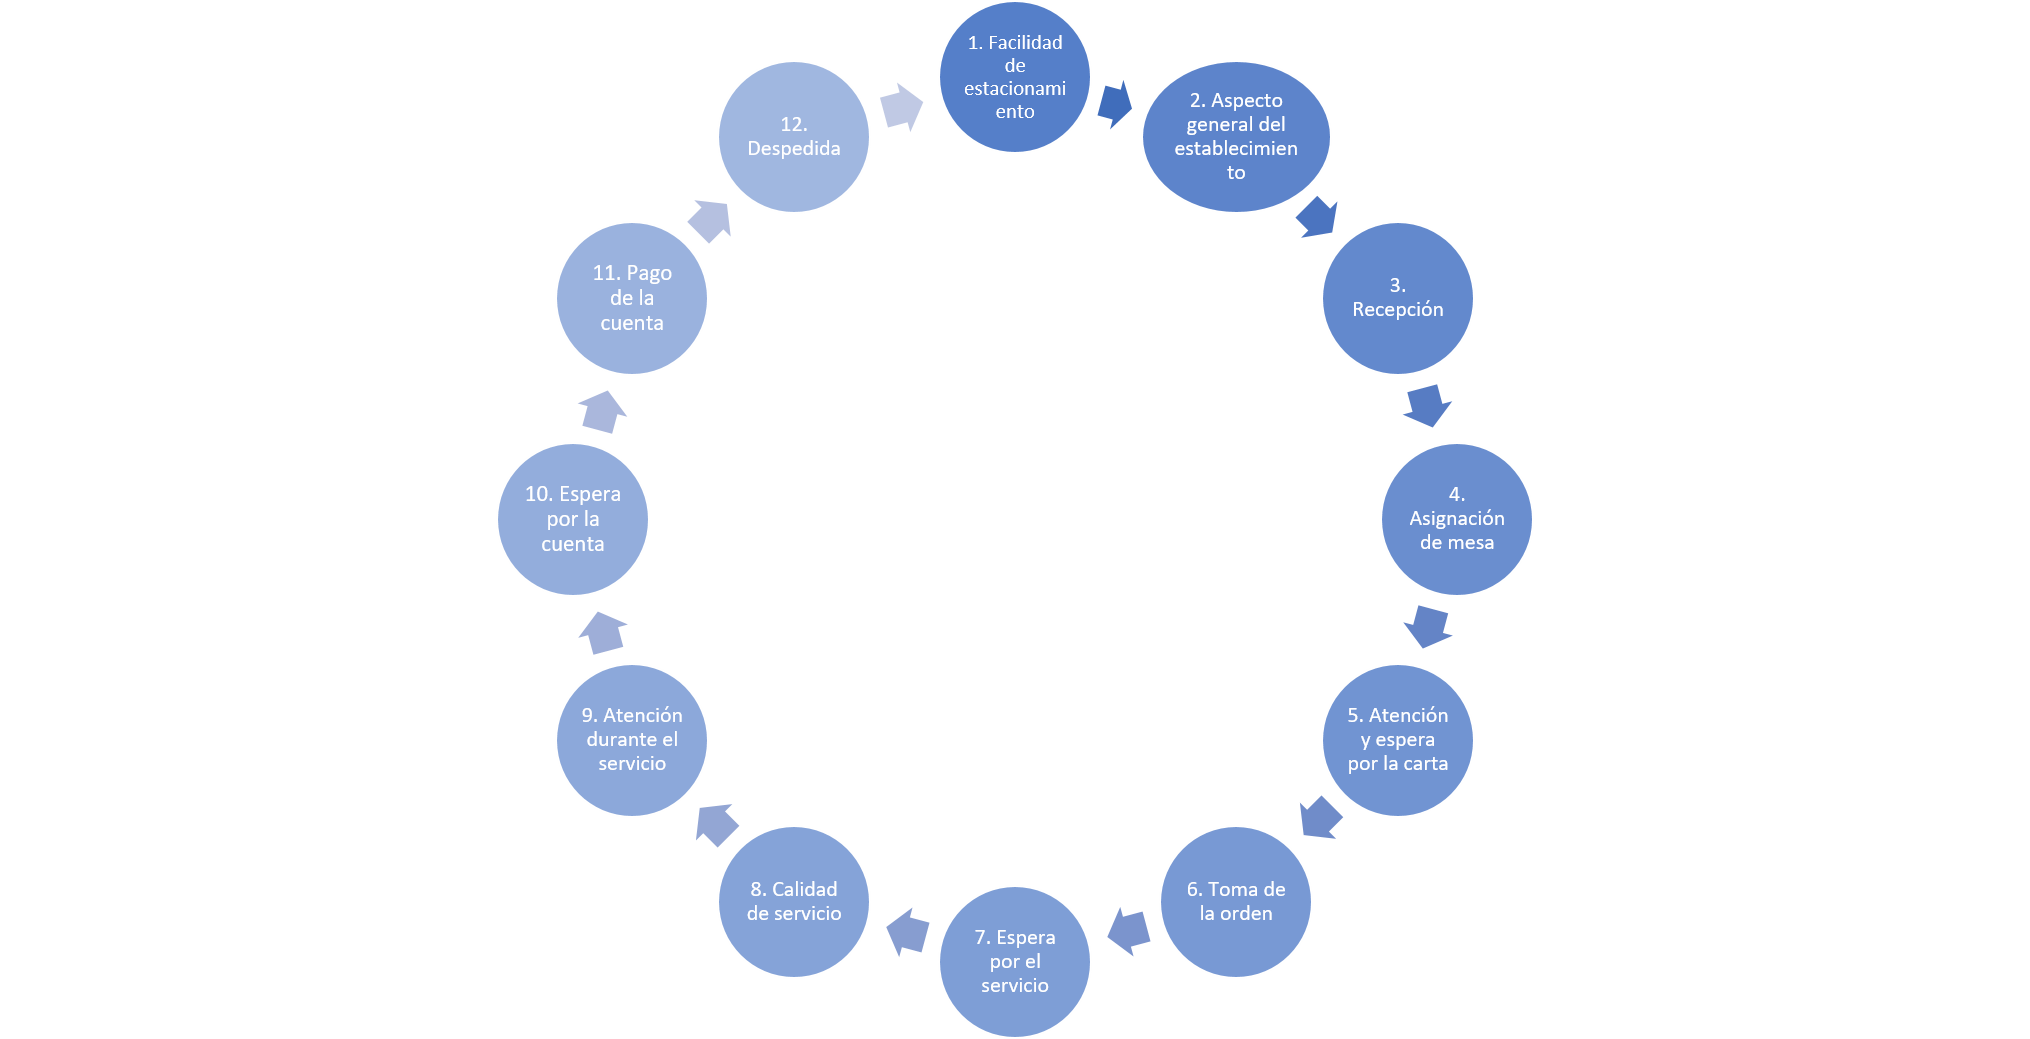 1. Facilidad
de
estacionami
ento
2. Aspecto
general del
establecimien
to
3.
Recepción
4.
Asignación
de mesa
5. Atención
y espera
por la carta
6. Toma de
la orden
7. Espera
por el
servicio
8. Calidad
de servicio
9. Atención
durante el
servicio
10. Espera
por la
cuenta
11. Pago
de la
cuenta
12.
Despedida